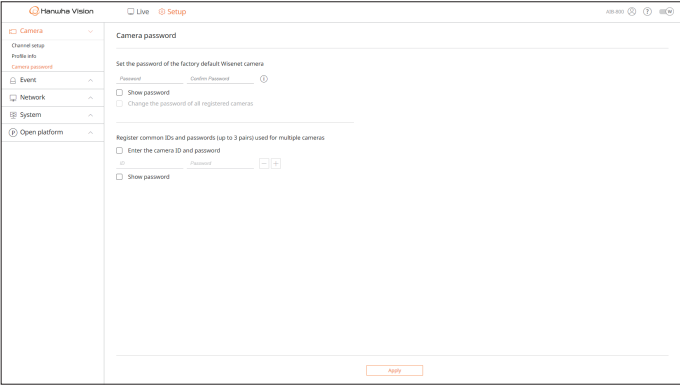 Hanwha Vision
Live
Setup
AIB 800
Camera
Channel setup
Profile info
Camera password
Event
Network
System
Open platform
Camera password
Set the password of the factory default Wisenet camera
Password
Confirm Password
Show password
Change the password of all registered cameras
Register common IDs and passwords (up to 3 pairs) used for multiple cameras
Enter the camera ID and password
ID
Password
Show password
Apply